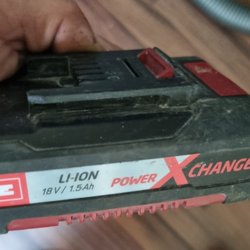 LI-ION
18V / 1.5Ah
POWER X CHANGE